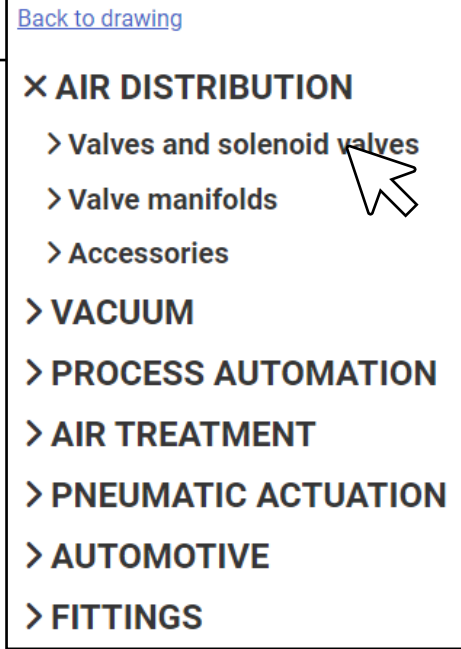 Back to drawing
AIR DISTRIBUTION
Valves and solenoid valves
Valve manifolds
Accessories
VACUUM
PROCESS AUTOMATION
AIR TREATMENT
PNEUMATIC ACTUATION
AUTOMOTIVE
FITTINGS